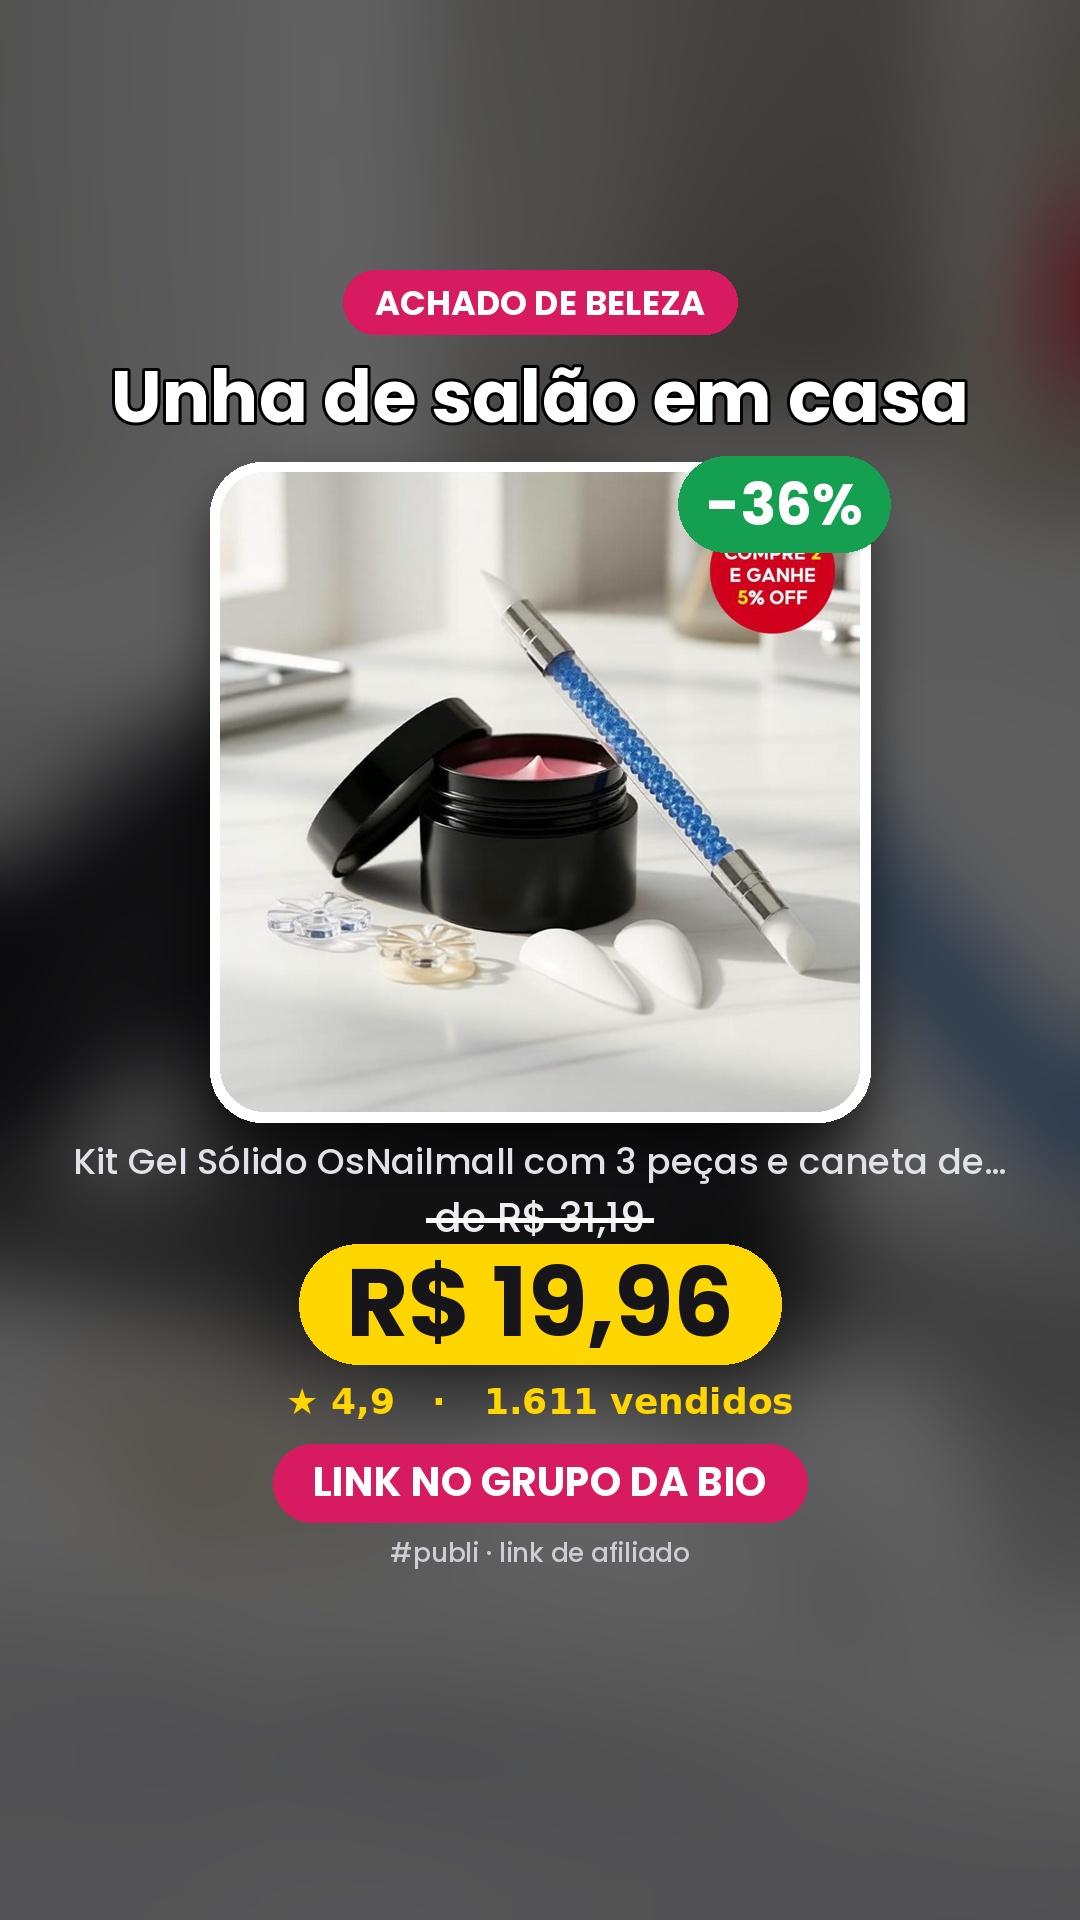 ACHADO DE BELEZA
Unha de salão em casa
-36%
COMPRE 2
E GANHE
5% OFF
Kit Gel Sólido OsNailmall com 3 peças e caneta de...
de R$ 31,19
R$ 19,96
★ 4,9 · 1.611 vendidos
LINK NO GRUPO DA BIO
#publi · link de afiliado